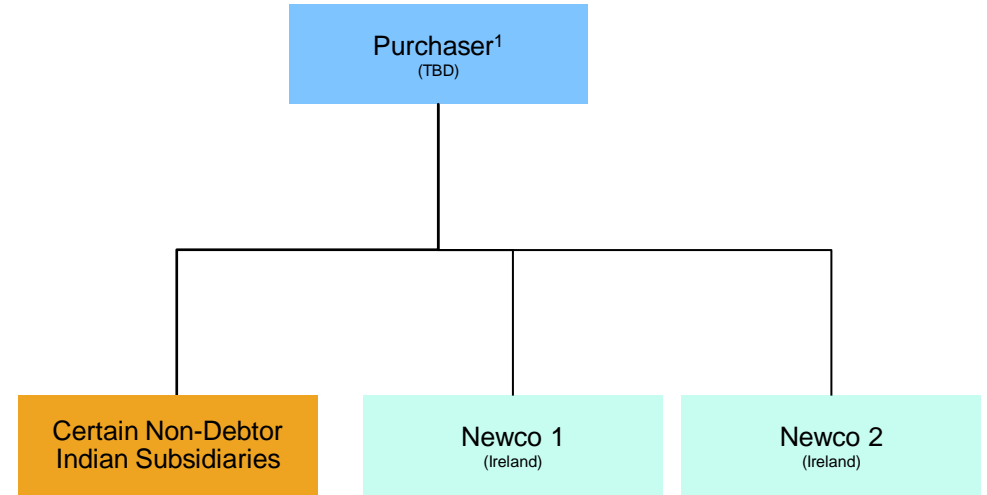 Purchaser¹
(TBD)
Certain Non-Debtor
Indian Subsidiaries
Newco 1
(Ireland)
Newco 2
(Ireland)